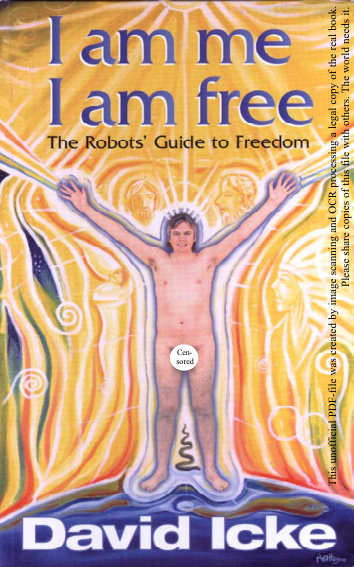 I am me
I am free
The Robots' Guide to Freedom
Cen-
sored
David Icke
This unofficial PDF-file was created by image scanning and OCR processing a legal copy of the real book.
Please share copies of this file with others. The world needs it.